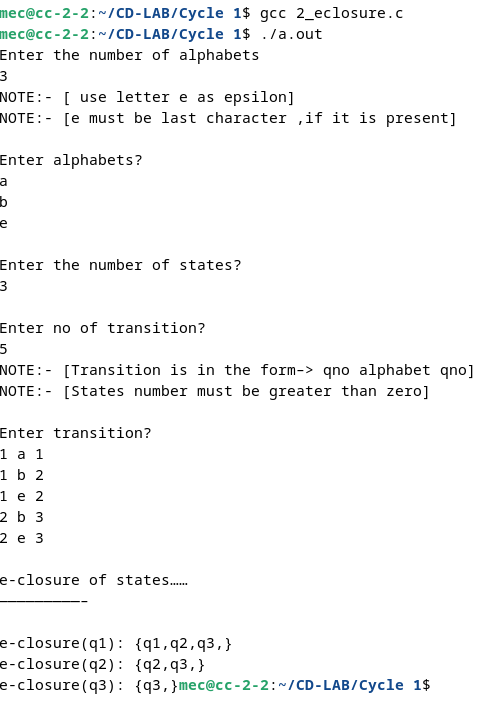 mec@cc-2-2:~/CD-LAB/Cycle 1$ gcc 2_eclosure.c
mec@cc-2-2:~/CD-LAB/Cycle 1$ ./a.out
Enter the number of alphabets
3
NOTE:- [ use letter e as epsilon]
NOTE:- [e must be last character ,if it is present]

Enter alphabets?
a
b
e

Enter the number of states?
3

Enter no of transition?
5
NOTE:- [Transition is in the form–> qno alphabet qno]
NOTE:- [States number must be greater than zero]

Enter transition?
1 a 1
1 b 2
1 e 2
2 b 3
2 e 3

e-closure of states……
—————————–

e-closure(q1): {q1,q2,q3,}
e-closure(q2): {q2,q3,}
e-closure(q3): {q3,}mec@cc-2-2:~/CD-LAB/Cycle 1$